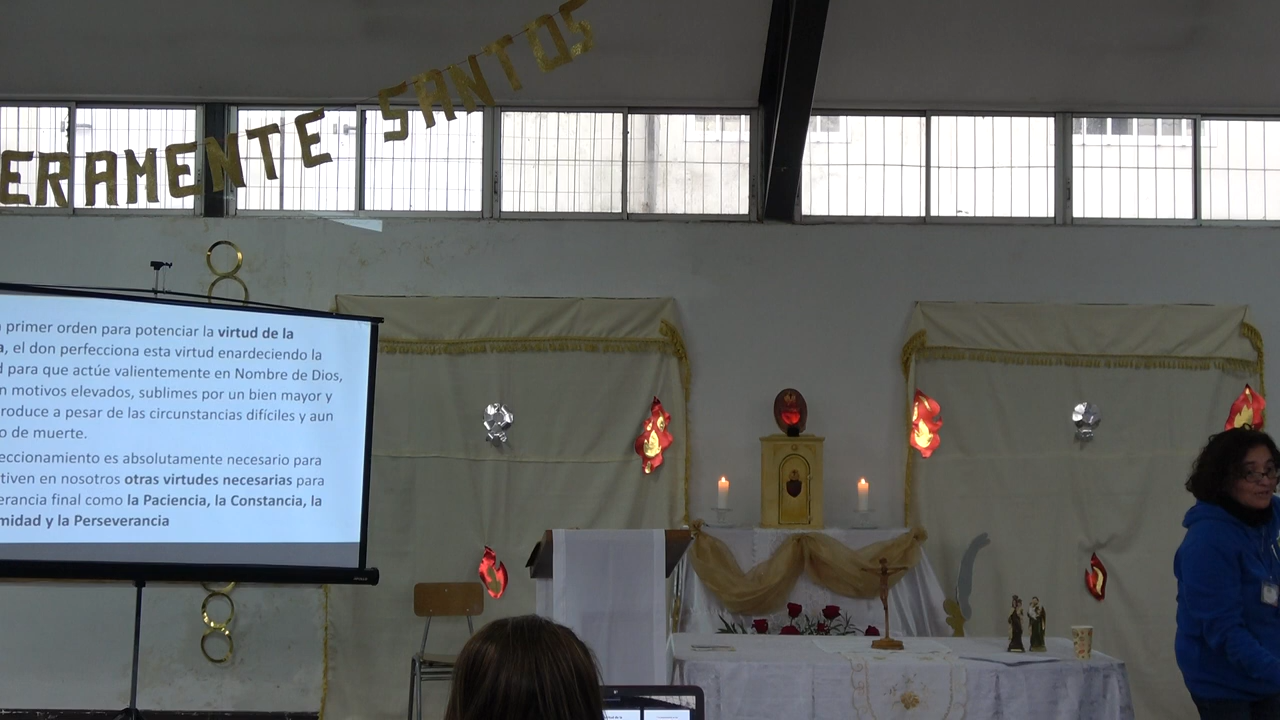 ERAMENTE SANTOS
primer orden para potenciar la virtud de la
, el don perfecciona esta virtud enardeciendo la
d para que actúe valientemente en Nombre de Dios,
n motivos elevados, sublimes por un bien mayor y
roduce a pesar de las circunstancias difíciles y aun
o de muerte.
eccionamiento es absolutamente necesario para
tiven en nosotros otras virtudes necesarias para
erancia final como la Paciencia, la Constancia, la
midad y la Perseverancia